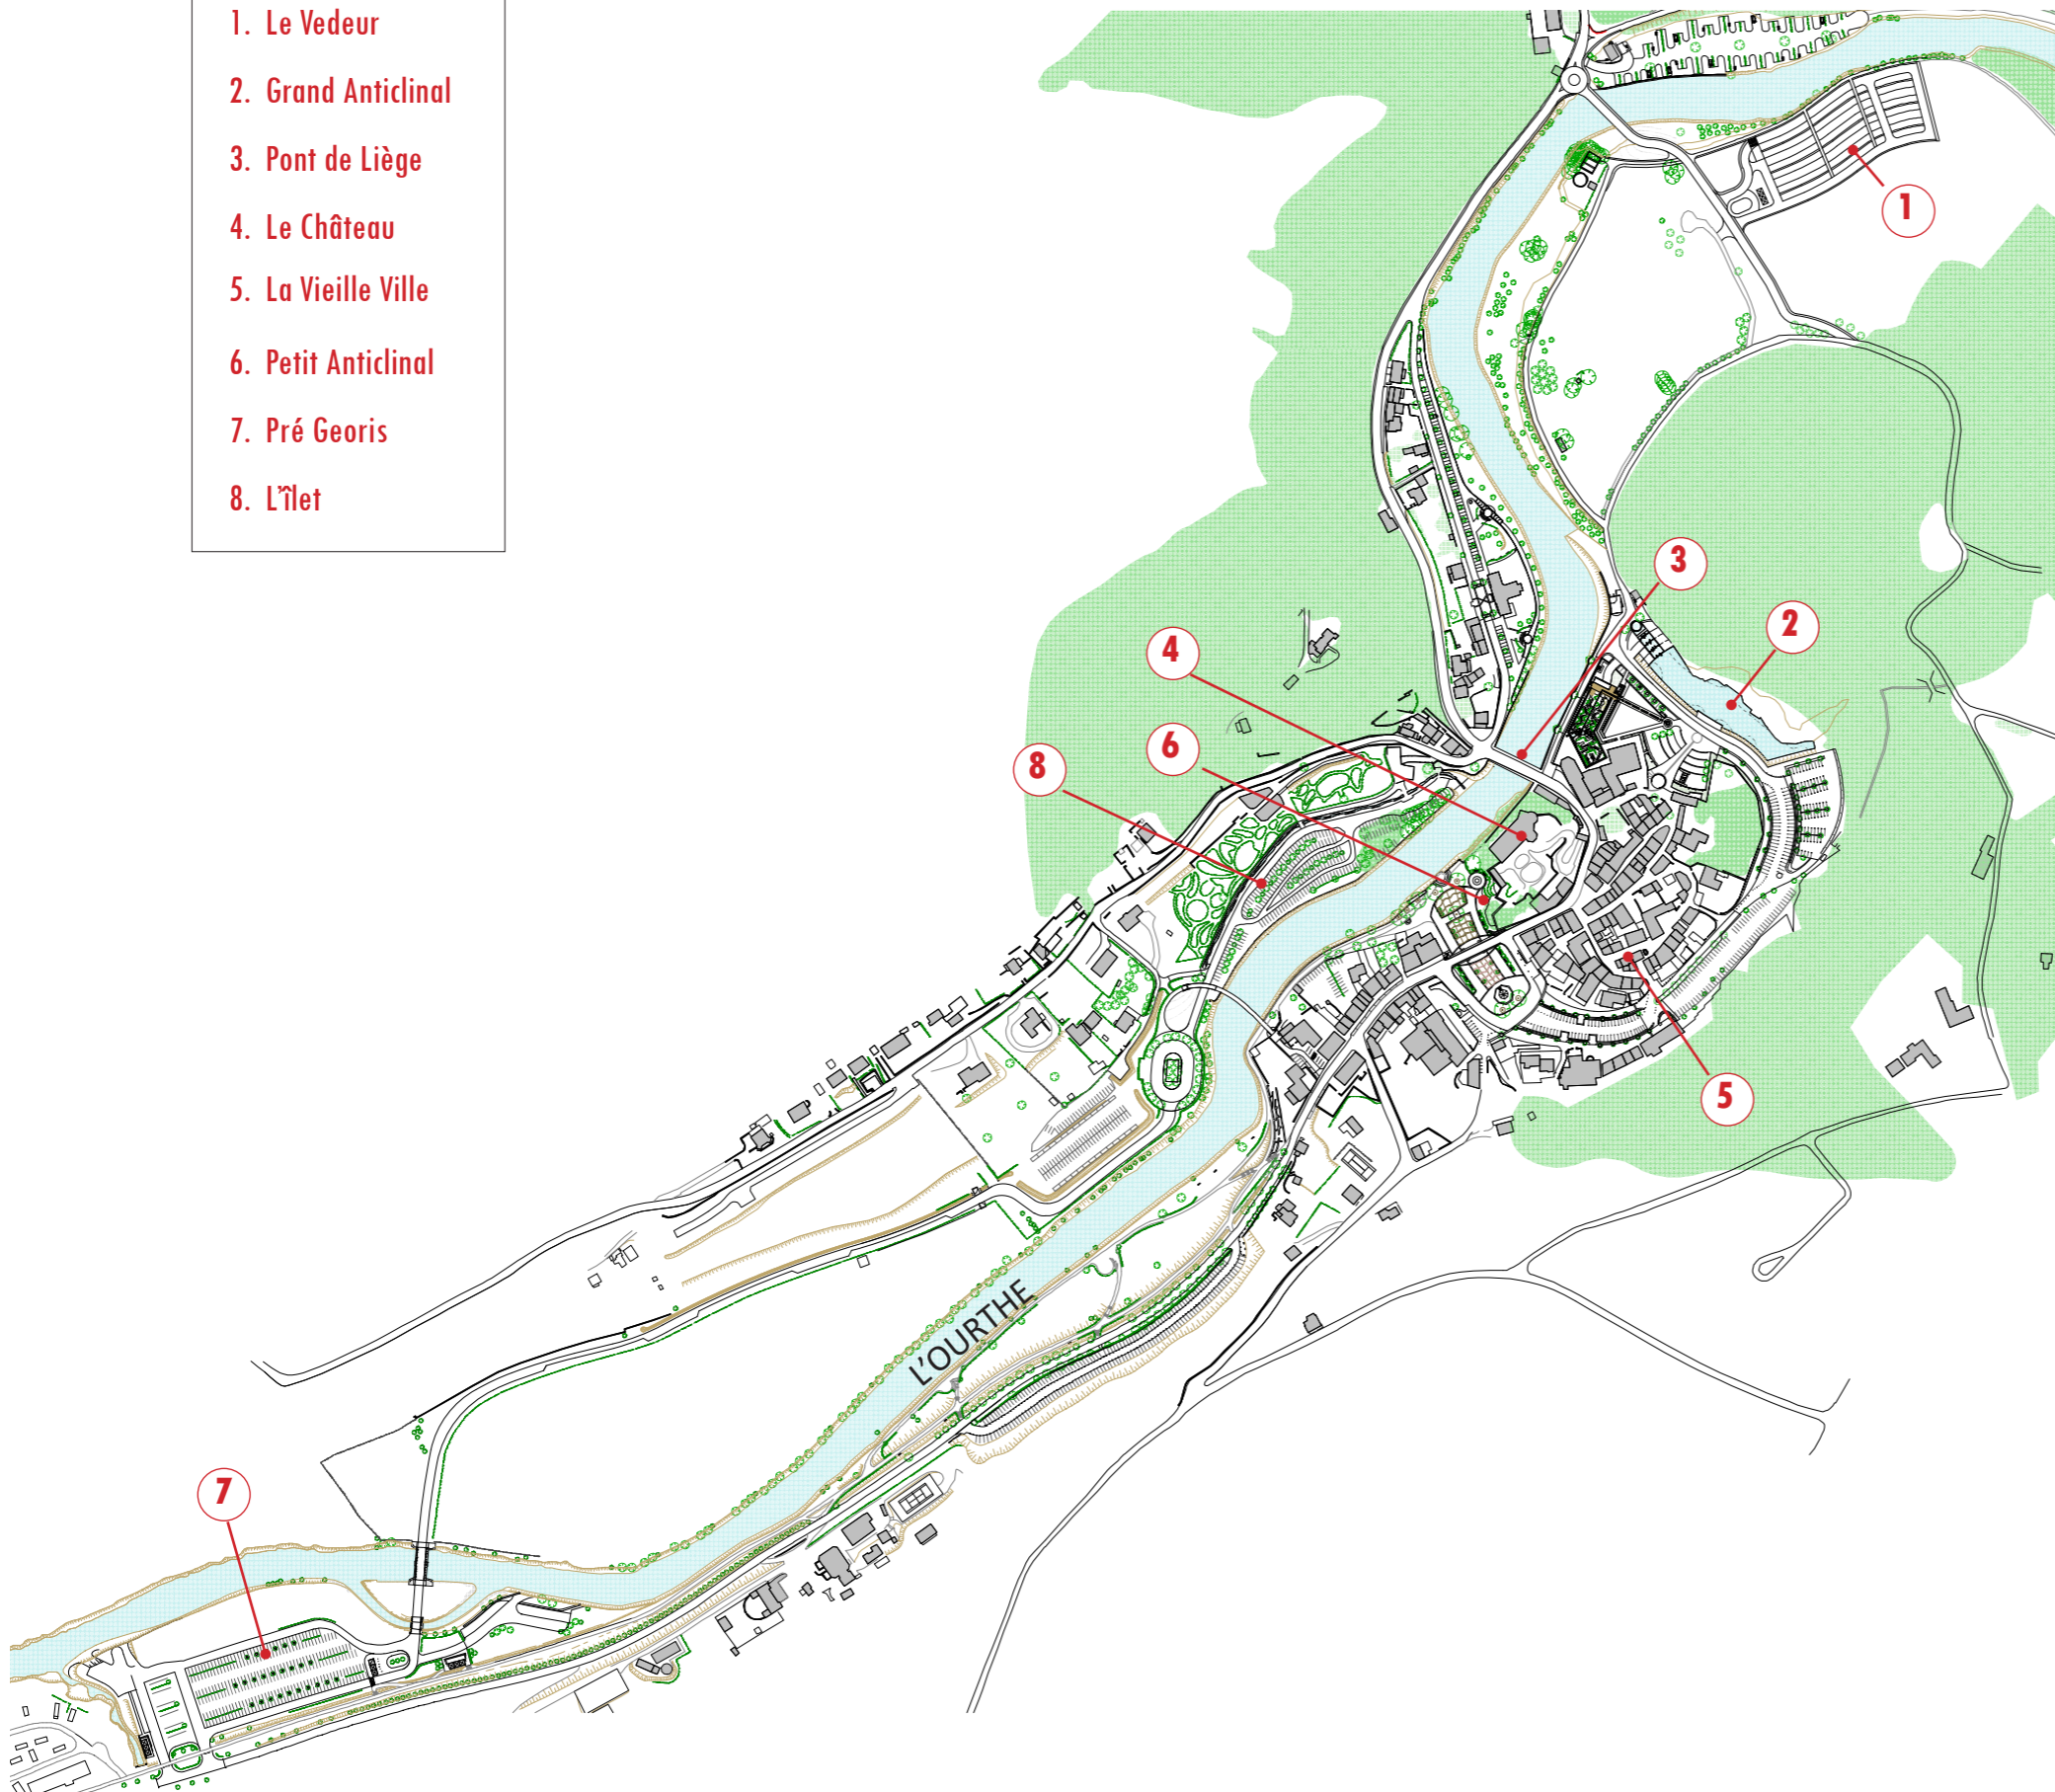 1. Le Vedeur
2. Grand Anticlinal
3. Pont de Liège
4. Le Château
5. La Vieille Ville
6. Petit Anticlinal
7. Pré Georis
8. L'îlet
1
3
2
4
6
8
5
L'OURTHE
7